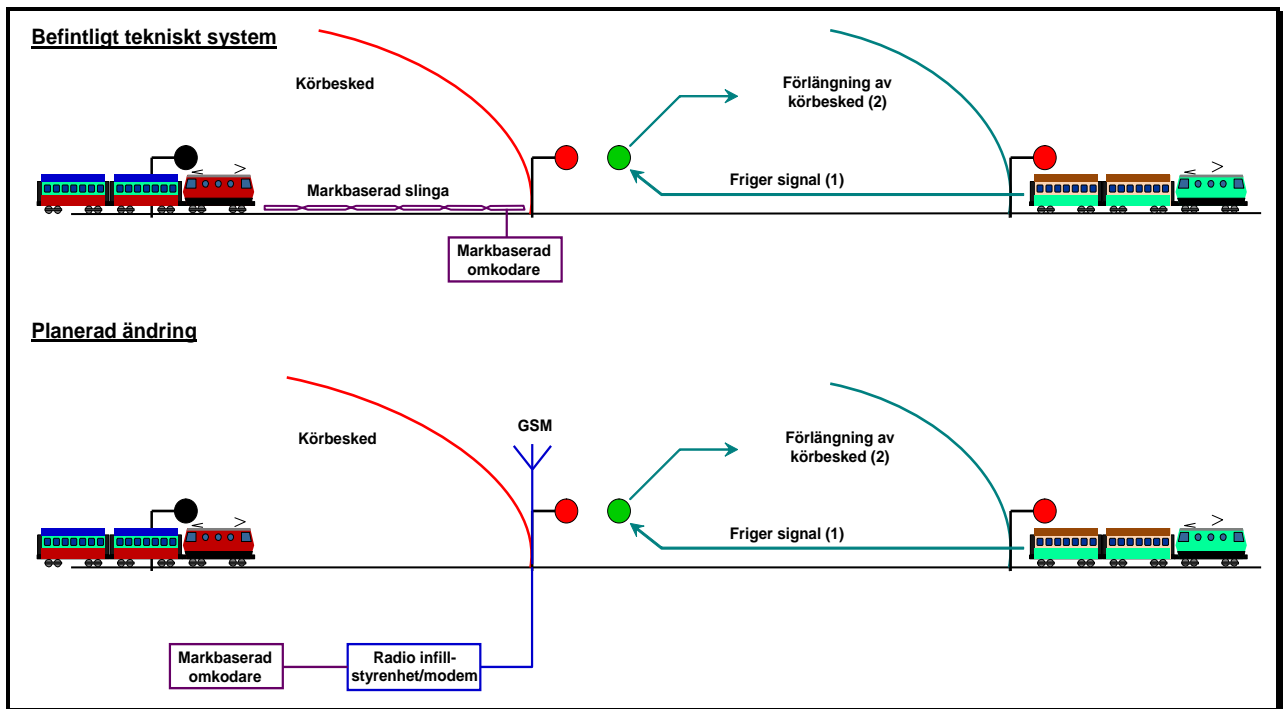 Befintligt tekniskt system
Körbesked
Förlängning av
körbesked (2)
Markbaserad slinga
Friger signal (1)
Markbaserad
omkodare
Planerad ändring
Körbesked
GSM
Förlängning av
körbesked (2)
Friger signal (1)
Markbaserad
omkodare
Radio infill-
styrenhet/modem